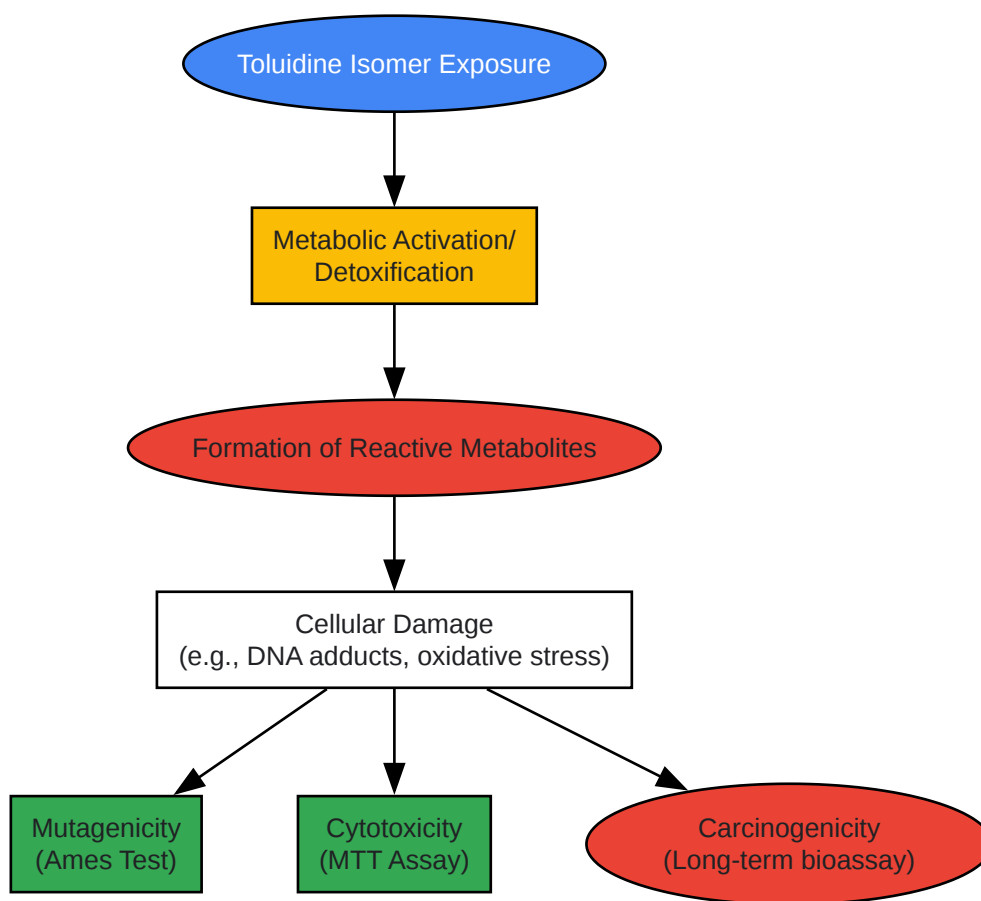 Toluidine Isomer Exposure
Metabolic Activation/
Detoxification
Formation of Reactive Metabolites
Cellular Damage
(e.g., DNA adducts, oxidative stress)
Mutagenicity
(Ames Test)
Cytotoxicity
(MTT Assay)
Carcinogenicity
(Long-term bioassay)